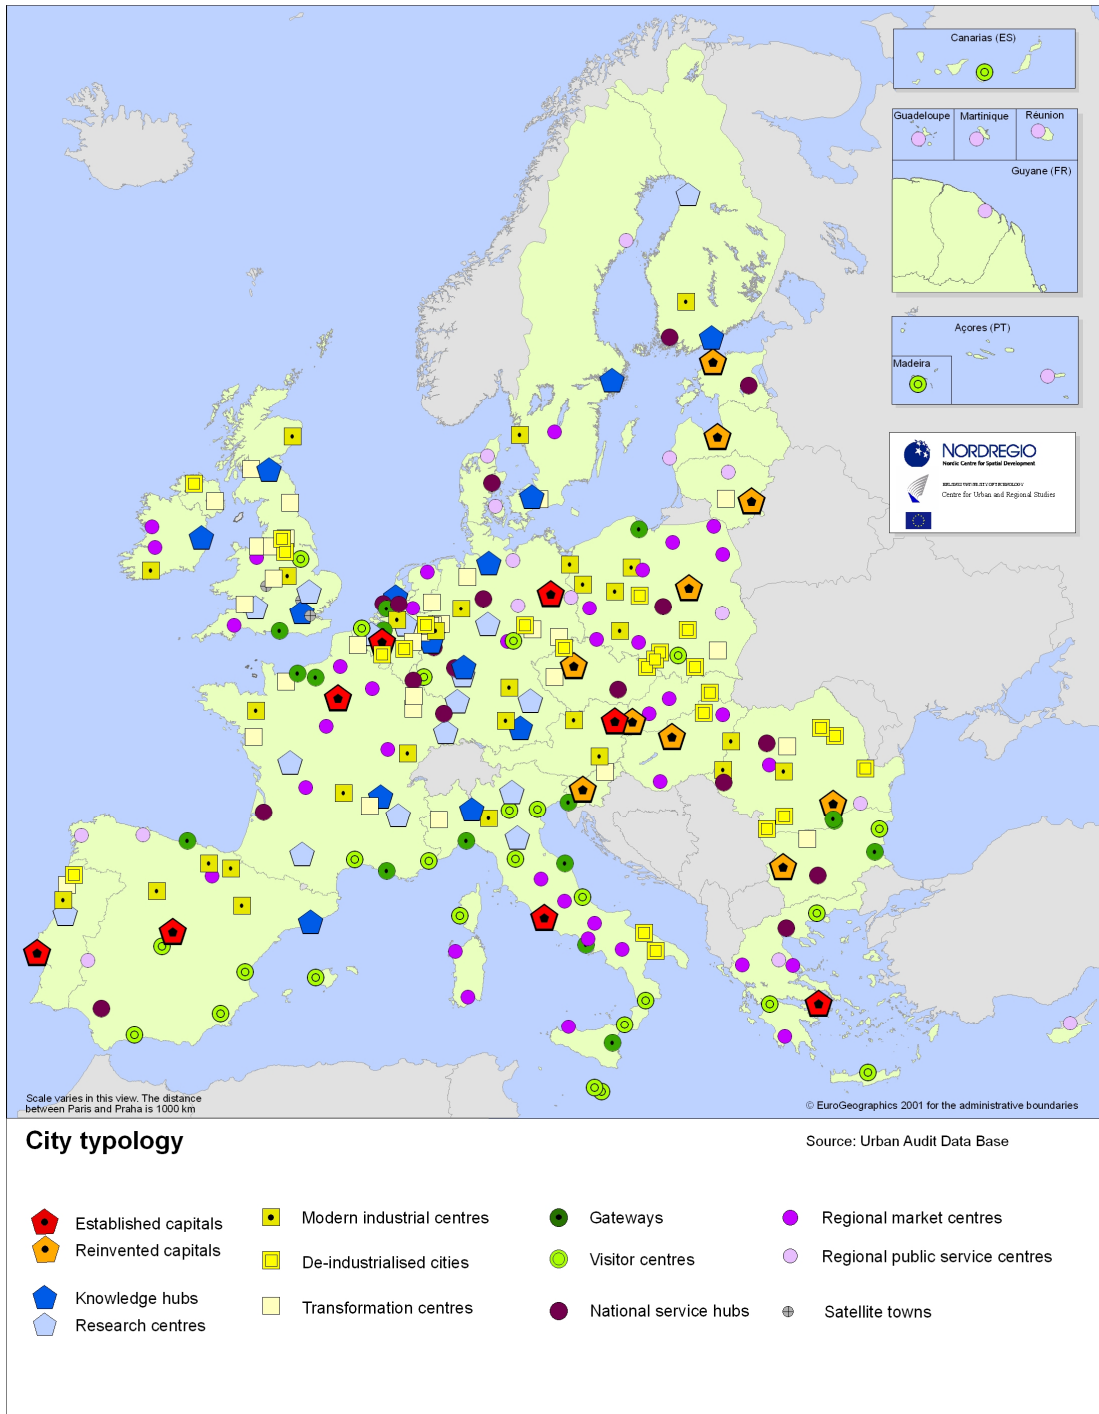 Canarias (ES)
Guadeloupe
Martinique
Réunion
Guyane (FR)
Açores (PT)
Madeira
NORDREGIO
Nordic Centre for Spatial Development
Centre for Urban and Regional Studies
Scale varies in this view. The distance
between Paris and Praha is 1000 km
© EuroGeographics 2001 for the administrative boundaries
City typology
Source: Urban Audit Data Base
Established capitals
Reinvented capitals
Knowledge hubs
Research centres
Modern industrial centres
De-industrialised cities
Transformation centres
Gateways
Visitor centres
National service hubs
Regional market centres
Regional public service centres
Satellite towns